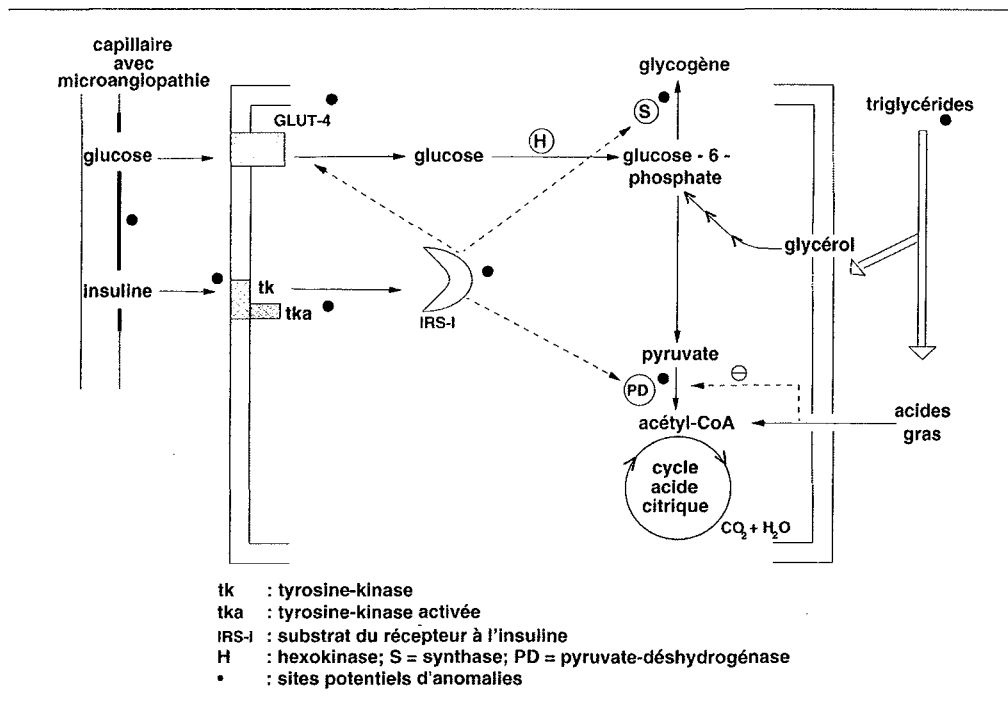 capillaire
avec
microangiopathie
glycogène
triglycérides
GLUT-4
S
H
glucose
glucose
glucose - 6 -
phosphate
glycérol
insuline
tk
tka
IRS-I
pyruvate
PD
⊖
acides
gras
acétyl-CoA
cycle
acide
citrique
CO2 + H2O
tk : tyrosine-kinase
tka : tyrosine-kinase activée
IRS-I : substrat du récepteur à l'insuline
H : hexokinase; S = synthase; PD = pyruvate-déshydrogénase
• : sites potentiels d'anomalies